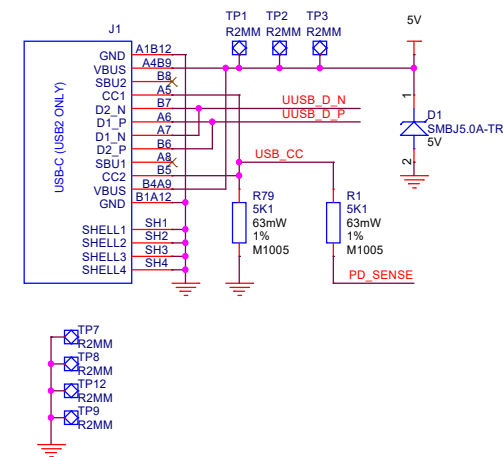 TP1 TP2 TP3
R2MM R2MM R2MM
5V
J1
USB-C (USB2 ONLY)
GND A1B12
VBUS A4B9
SBU2 B8
CC1 A5
D2_N B7
D1_P A6
D1_N A7
D2_P B6
SBU1 A8
CC2 B5
VBUS B4A9
GND B1A12
SHELL1 SH1
SHELL2 SH2
SHELL3 SH3
SHELL4 SH4
UUSB_D_N
UUSB_D_P
USB_CC
1
D1
SMBJ5.0A-TR
5V
2
R79
5K1
63mW
1%
M1005
R1
5K1
63mW
1%
M1005
PD_SENSE
TP7
R2MM
TP8
R2MM
TP12
R2MM
TP9
R2MM